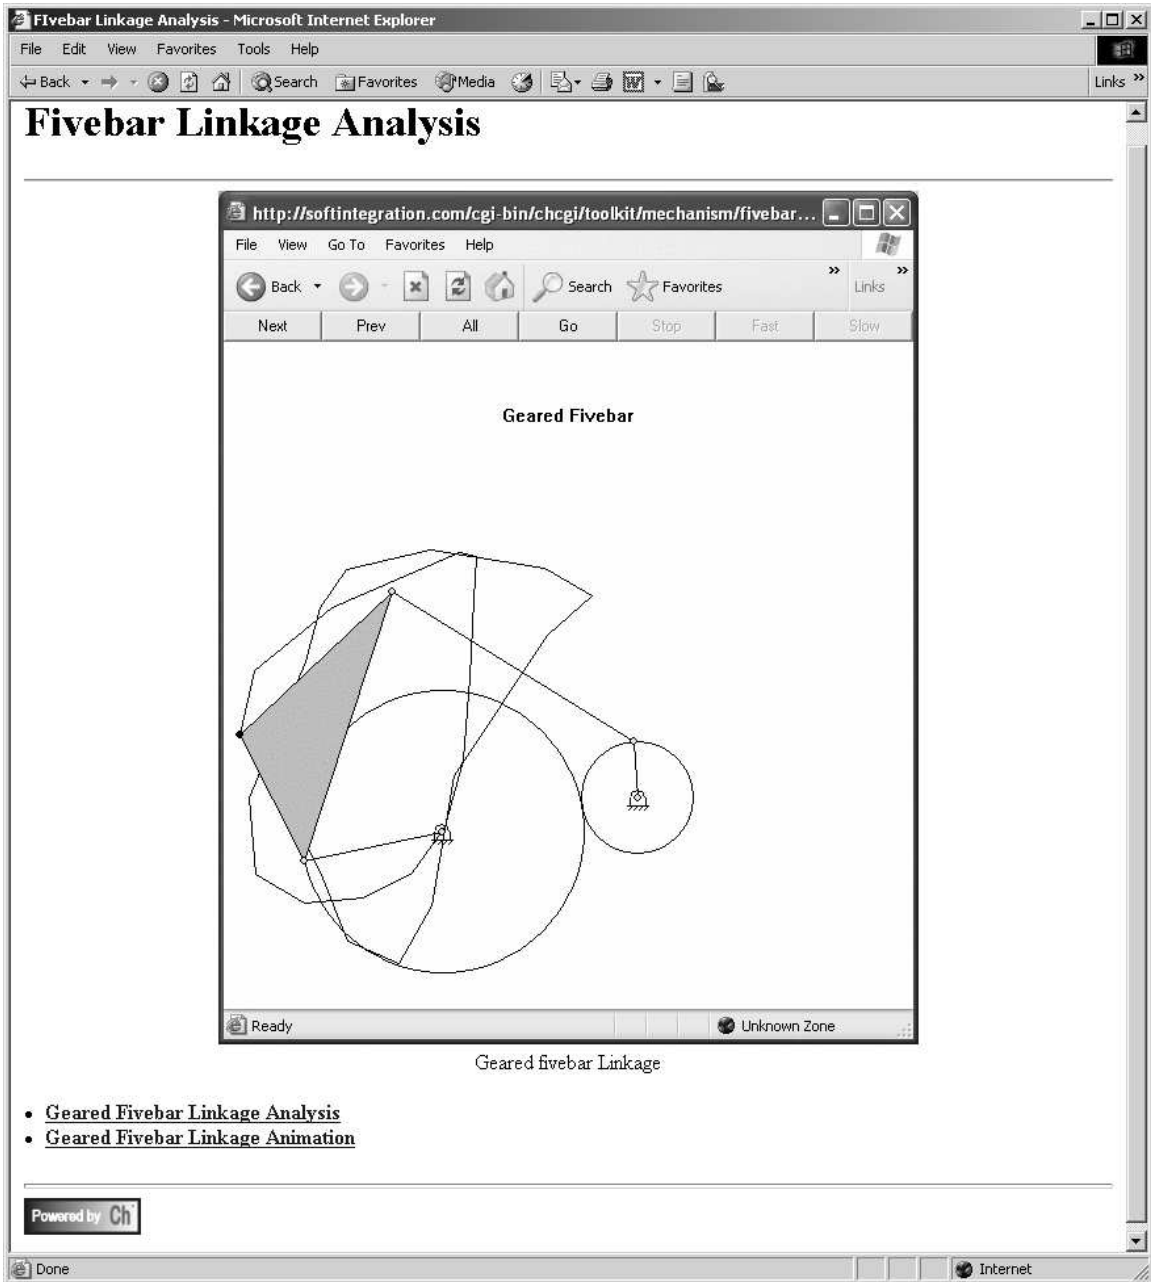 FIvebar Linkage Analysis - Microsoft Internet Explorer
File Edit View Favorites Tools Help
Back Search Favorites Media Links »
Fivebar Linkage Analysis
http://softintegration.com/cgi-bin/chcgi/toolkit/mechanism/fivebar...
File View Go To Favorites Help
Back Search Favorites » Links »
Next Prev All Go Stop Fast Slow
Geared Fivebar
Ready Unknown Zone
Geared fivebar Linkage
• Geared Fivebar Linkage Analysis
• Geared Fivebar Linkage Animation
Powered by Ch
Done Internet